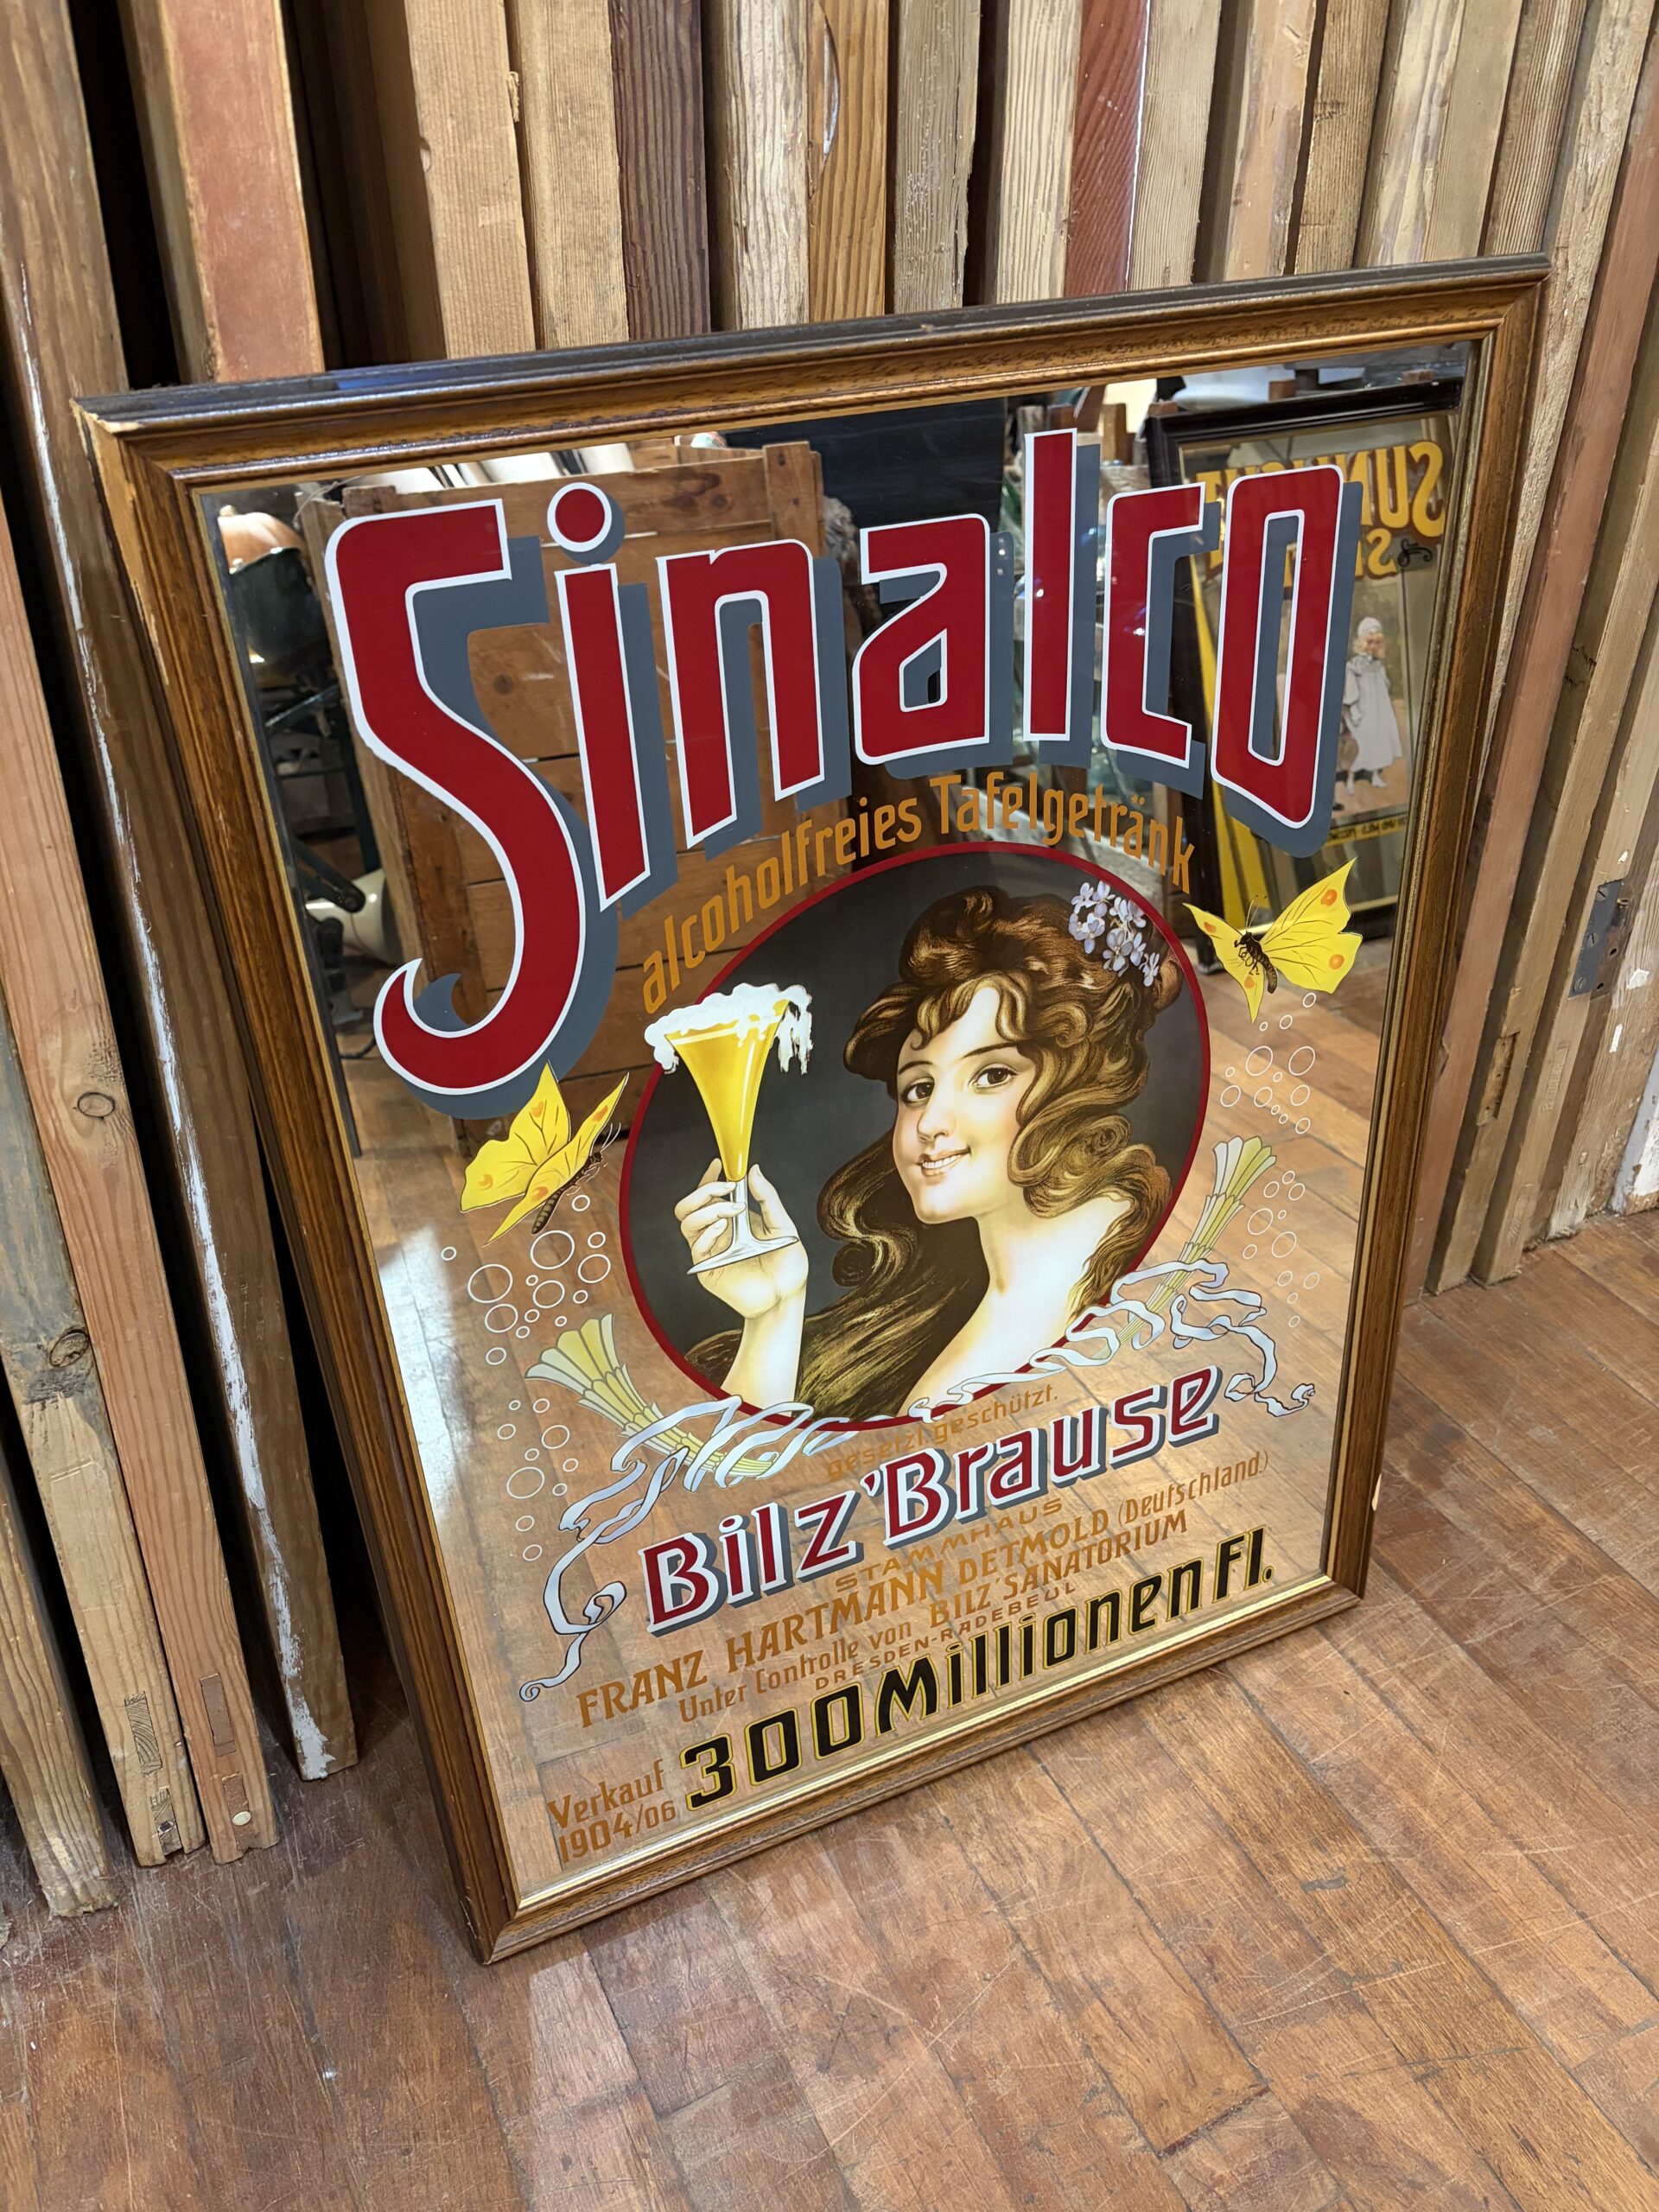 Sinalco
alcoholfreies Tafelgetränk
gesetzl. geschützt.
Bilz'Brause
STAMMHAUS
FRANZ HARTMANN DETMOLD (Deutschland.)
Unter Controlle von BILZ'SANATORIUM
DRESDEN-RADEBEUL
Verkauf
1904/06
300 Millionen Fl.
SUNLIGHT